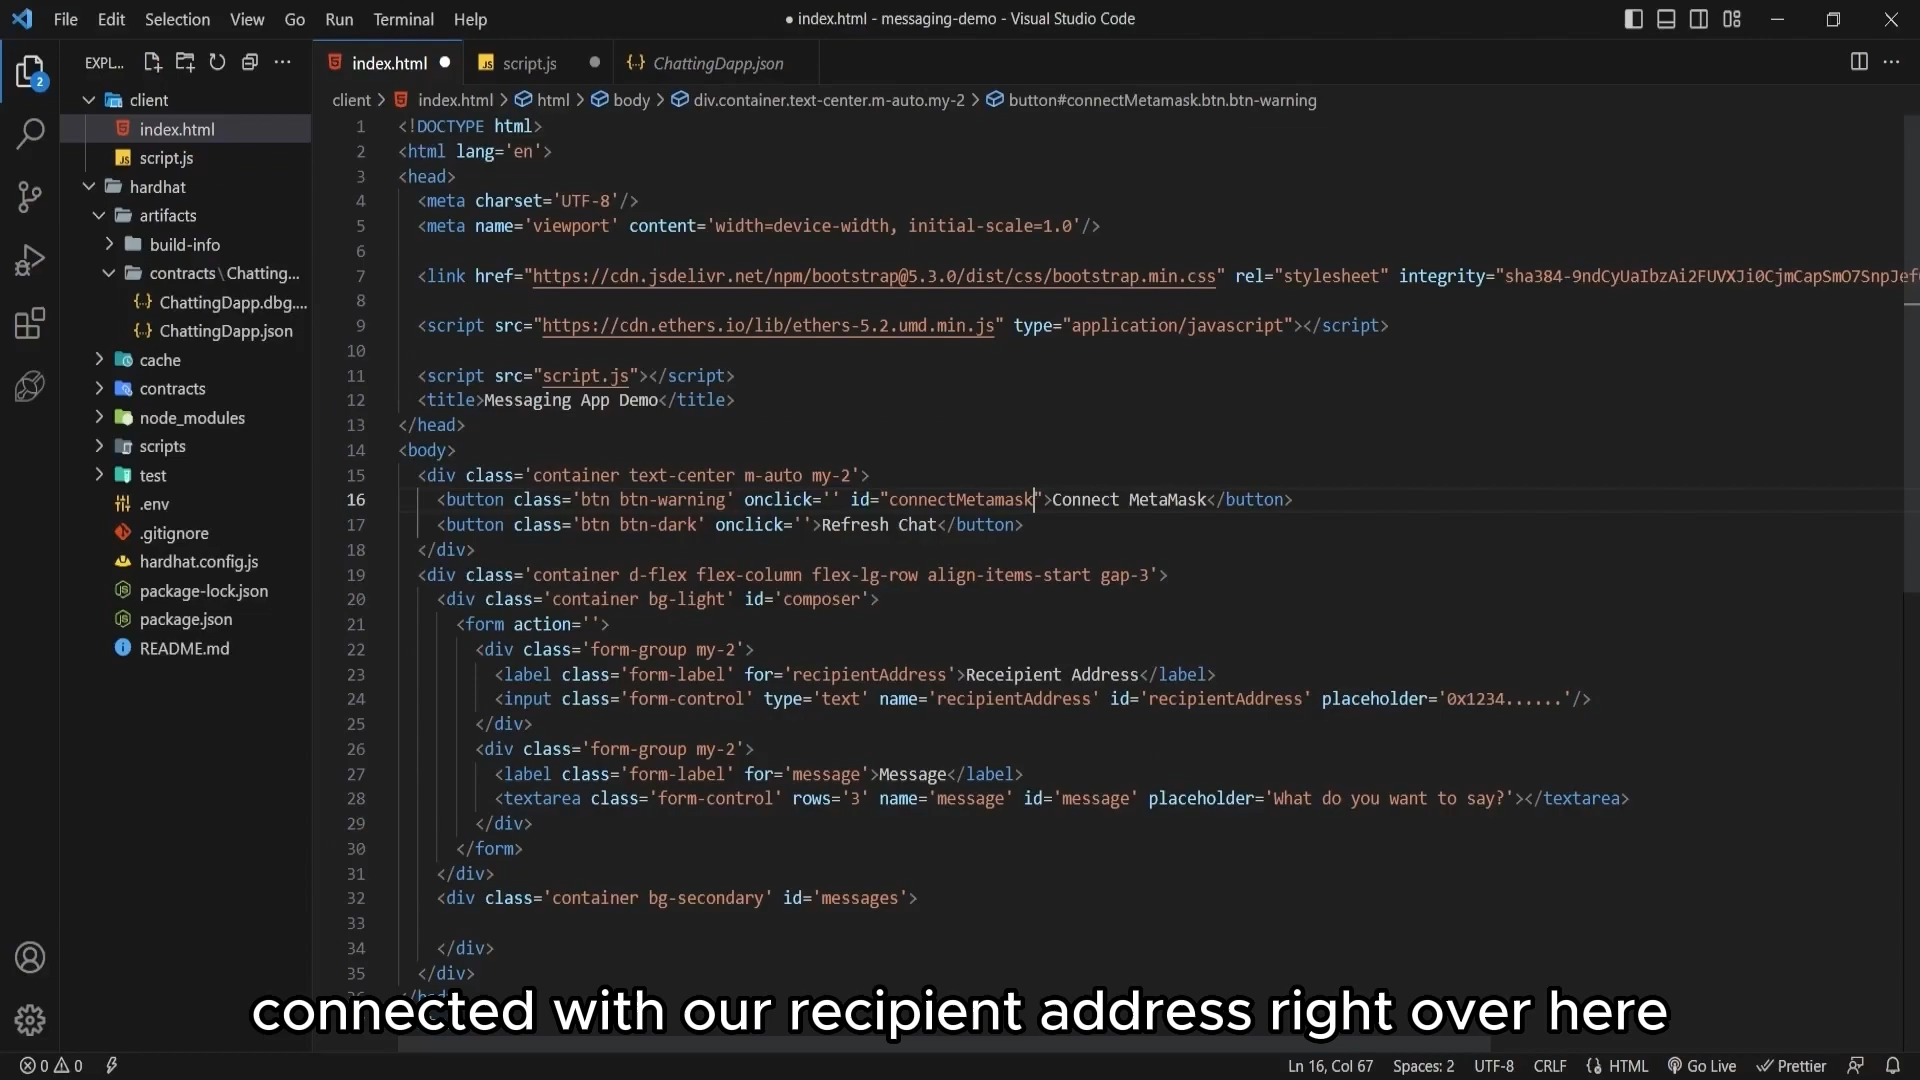 File Edit Selection View Go Run Terminal Help
● index.html - messaging-demo - Visual Studio Code
EXPL...
index.html
script.js
ChattingDapp.json
2
client
index.html
script.js
hardhat
artifacts
build-info
contracts \ Chatting...
ChattingDapp.dbg....
ChattingDapp.json
cache
contracts
node_modules
scripts
test
.env
.gitignore
hardhat.config.js
package-lock.json
package.json
README.md
client > index.html > html > body > div.container.text-center.m-auto.my-2 > button#connectMetamask.btn.btn-warning
1 <!DOCTYPE html>
2 <html lang='en'>
3 <head>
4 <meta charset='UTF-8'/>
5 <meta name='viewport' content='width=device-width, initial-scale=1.0'/>
6
7 <link href="https://cdn.jsdelivr.net/npm/bootstrap@5.3.0/dist/css/bootstrap.min.css" rel="stylesheet" integrity="sha384-9ndCyUaIbzAi2FUVXJi0CjmCapSmO7SnpJef
8
9 <script src="https://cdn.ethers.io/lib/ethers-5.2.umd.min.js" type="application/javascript"></script>
10
11 <script src="script.js"></script>
12 <title>Messaging App Demo</title>
13 </head>
14 <body>
15 <div class='container text-center m-auto my-2'>
16 <button class='btn btn-warning' onclick='' id="connectMetamask">Connect MetaMask</button>
17 <button class='btn btn-dark' onclick=''>Refresh Chat</button>
18 </div>
19 <div class='container d-flex flex-column flex-lg-row align-items-start gap-3'>
20 <div class='container bg-light' id='composer'>
21 <form action=''>
22 <div class='form-group my-2'>
23 <label class='form-label' for='recipientAddress'>Receipient Address</label>
24 <input class='form-control' type='text' name='recipientAddress' id='recipientAddress' placeholder='0x1234......'/>
25 </div>
26 <div class='form-group my-2'>
27 <label class='form-label' for='message'>Message</label>
28 <textarea class='form-control' rows='3' name='message' id='message' placeholder='What do you want to say?'></textarea>
29 </div>
30 </form>
31 </div>
32 <div class='container bg-secondary' id='messages'>
33
34 </div>
35 </div>
connected with our recipient address right over here
0 0
Ln 16, Col 67 Spaces: 2 UTF-8 CRLF HTML Go Live Prettier